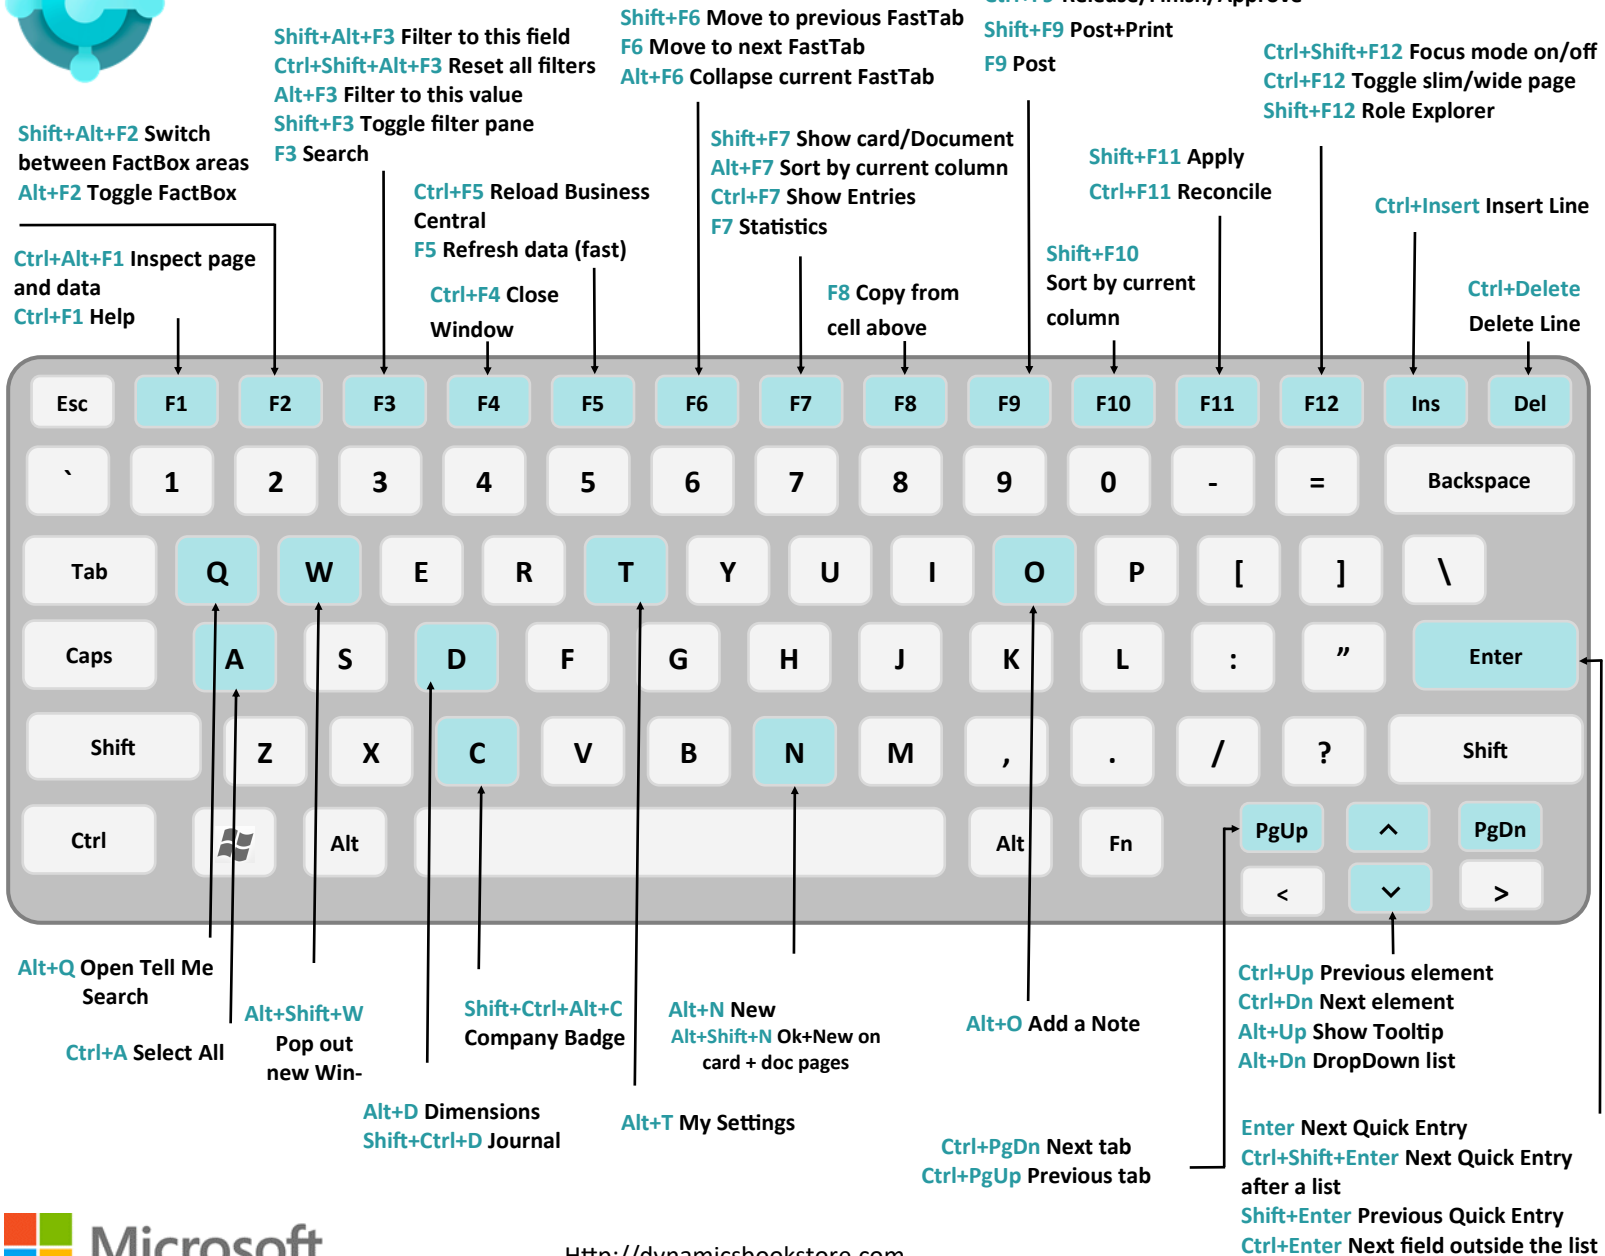 Ctrl+F9 Release/Finish/Approve
Shift+F6 Move to previous FastTab
F6 Move to next FastTab
Alt+F6 Collapse current FastTab
Shift+F9 Post+Print
F9 Post
Shift+Alt+F3 Filter to this field
Ctrl+Shift+Alt+F3 Reset all filters
Alt+F3 Filter to this value
Shift+F3 Toggle filter pane
F3 Search
Ctrl+Shift+F12 Focus mode on/off
Ctrl+F12 Toggle slim/wide page
Shift+F12 Role Explorer
Shift+Alt+F2 Switch
between FactBox areas
Alt+F2 Toggle FactBox
Shift+F7 Show card/Document
Alt+F7 Sort by current column
Ctrl+F7 Show Entries
F7 Statistics
Shift+F11 Apply
Ctrl+F11 Reconcile
Ctrl+F5 Reload Business
Central
F5 Refresh data (fast)
Ctrl+Insert Insert Line
Ctrl+Alt+F1 Inspect page
and data
Ctrl+F1 Help
Ctrl+F4 Close
Window
F8 Copy from
cell above
Shift+F10
Sort by current
column
Ctrl+Delete
Delete Line
Esc F1 F2 F3 F4 F5 F6 F7 F8 F9 F10 F11 F12 Ins Del
` 1 2 3 4 5 6 7 8 9 0 - = Backspace
Tab Q W E R T Y U I O P [ ] \
Caps A S D F G H J K L : ” Enter
Shift Z X C V B N M , . / ? Shift
Ctrl Alt Alt Fn PgUp ^ PgDn
< ⌄ >
Alt+Q Open Tell Me
Search
Ctrl+A Select All
Alt+Shift+W
Pop out
new Win-
Alt+D Dimensions
Shift+Ctrl+D Journal
Shift+Ctrl+Alt+C
Company Badge
Alt+T My Settings
Alt+N New
Alt+Shift+N Ok+New on
card + doc pages
Alt+O Add a Note
Ctrl+PgDn Next tab
Ctrl+PgUp Previous tab
Ctrl+Up Previous element
Ctrl+Dn Next element
Alt+Up Show Tooltip
Alt+Dn DropDown list
Enter Next Quick Entry
Ctrl+Shift+Enter Next Quick Entry
after a list
Shift+Enter Previous Quick Entry
Ctrl+Enter Next field outside the list
Microsoft
Http://dynamicsbookstore.com